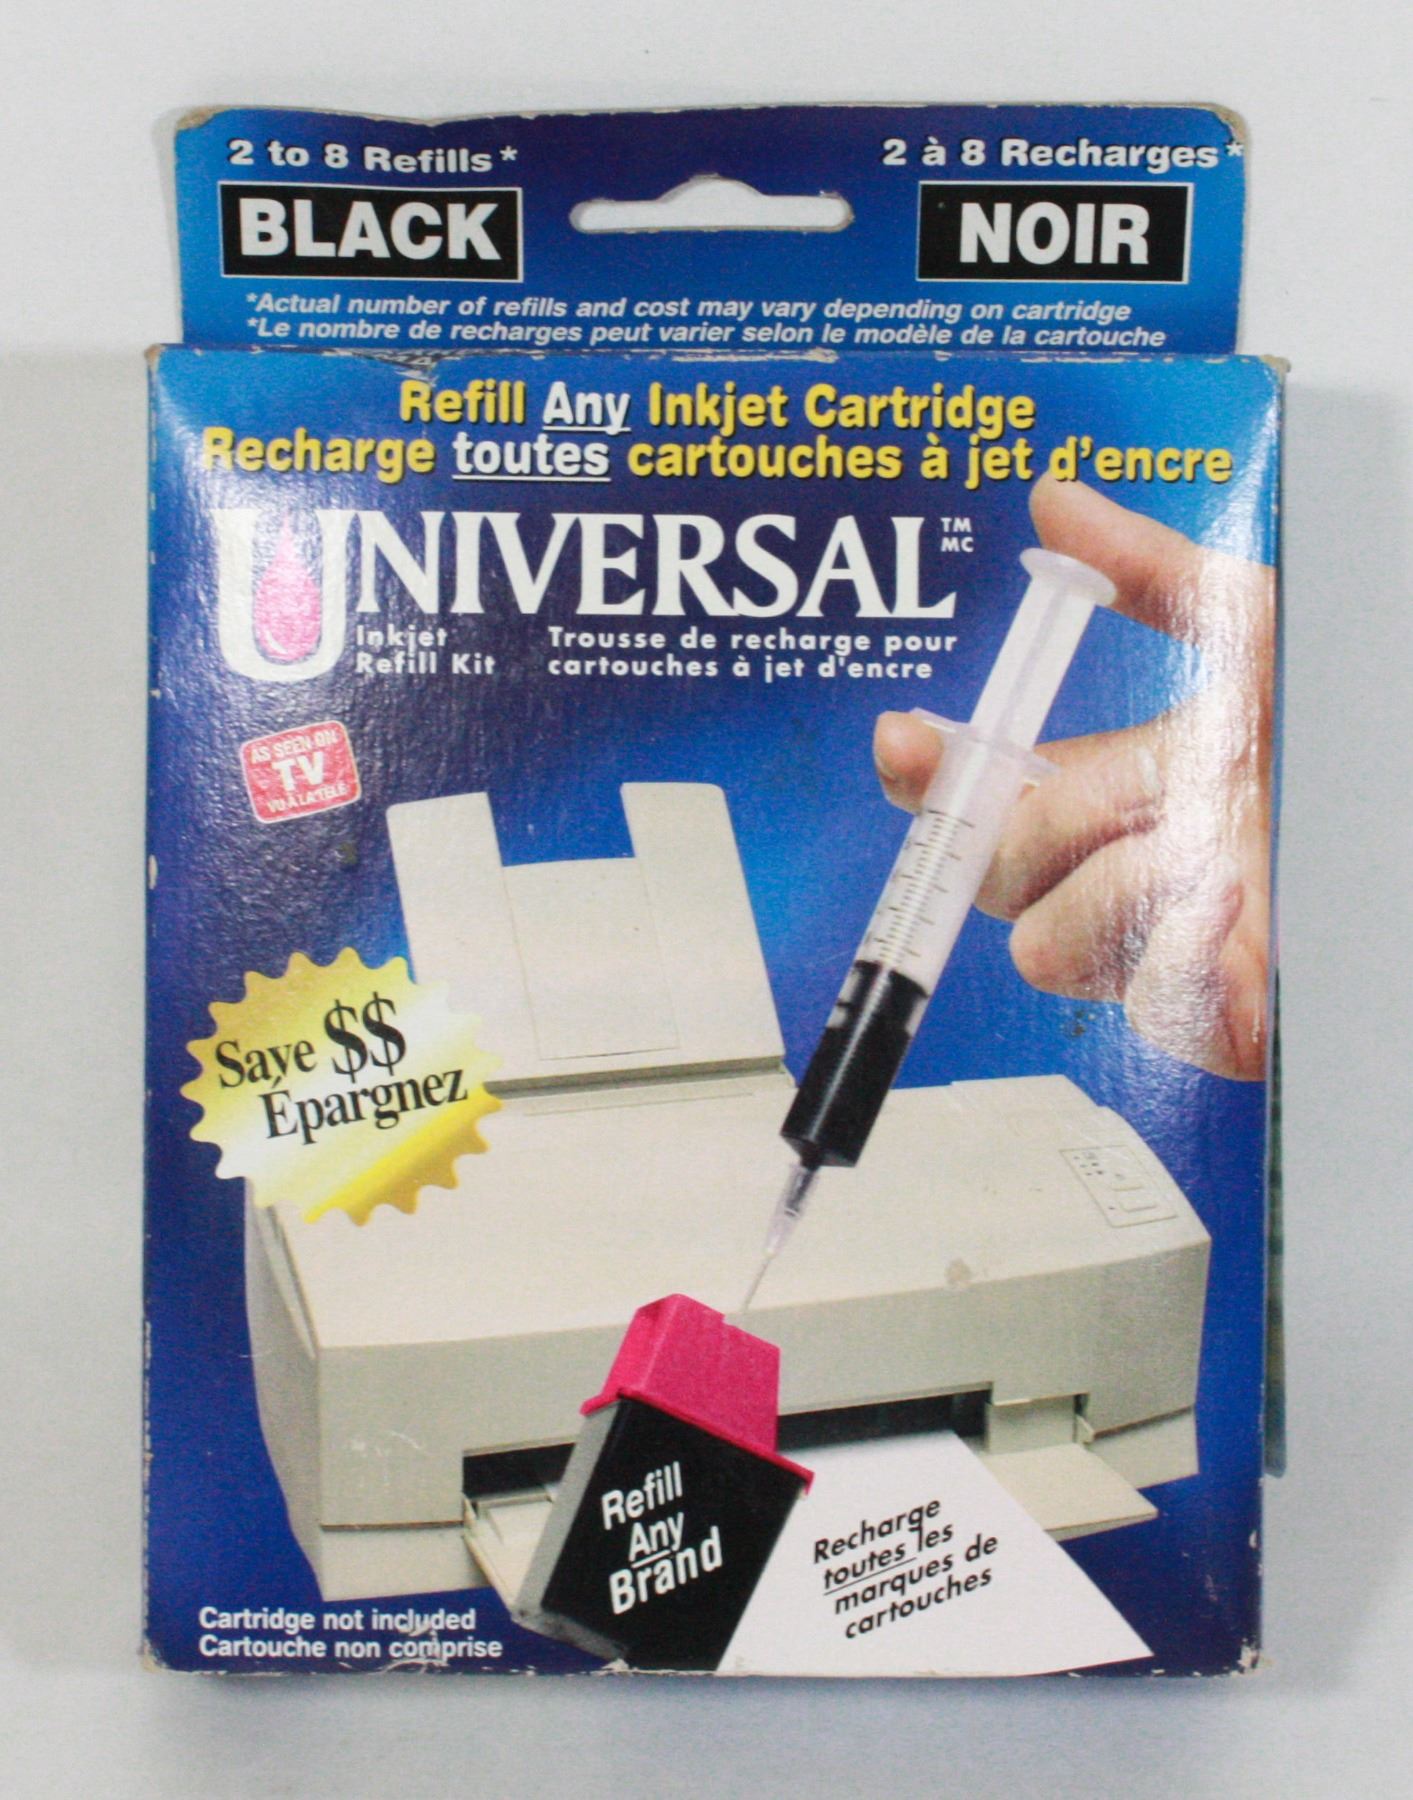 2 to 8 Refills*
BLACK
2 à 8 Recharges*
NOIR
*Actual number of refills and cost may vary depending on cartridge
*Le nombre de recharges peut varier selon le modèle de la cartouche
Refill Any Inkjet Cartridge
Recharge toutes cartouches à jet d'encre
UNIVERSAL TM MC
Inkjet
Refill Kit
Trousse de recharge pour
cartouches à jet d'encre
AS SEEN ON
TV
VU À LA TÉLÉ
Save $$
Épargnez
Refill
Any
Brand
Recharge
toutes les
marques de
cartouches
Cartridge not included
Cartouche non comprise